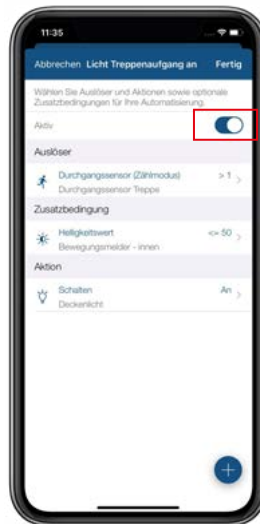 11:35
Abbrechen Licht Treppenaufgang an Fertig
Wählen Sie Auslöser und Aktionen sowie optionale
Zusatzbedingungen für Ihre Automatisierung.
Aktiv
Auslöser
Durchgangssensor (Zählmodus) > 1
Durchgangssensor Treppe
Zusatzbedingung
Helligkeitswert <= 50
Bewegungsmelder - innen
Aktion
Schalten An
Deckenlicht